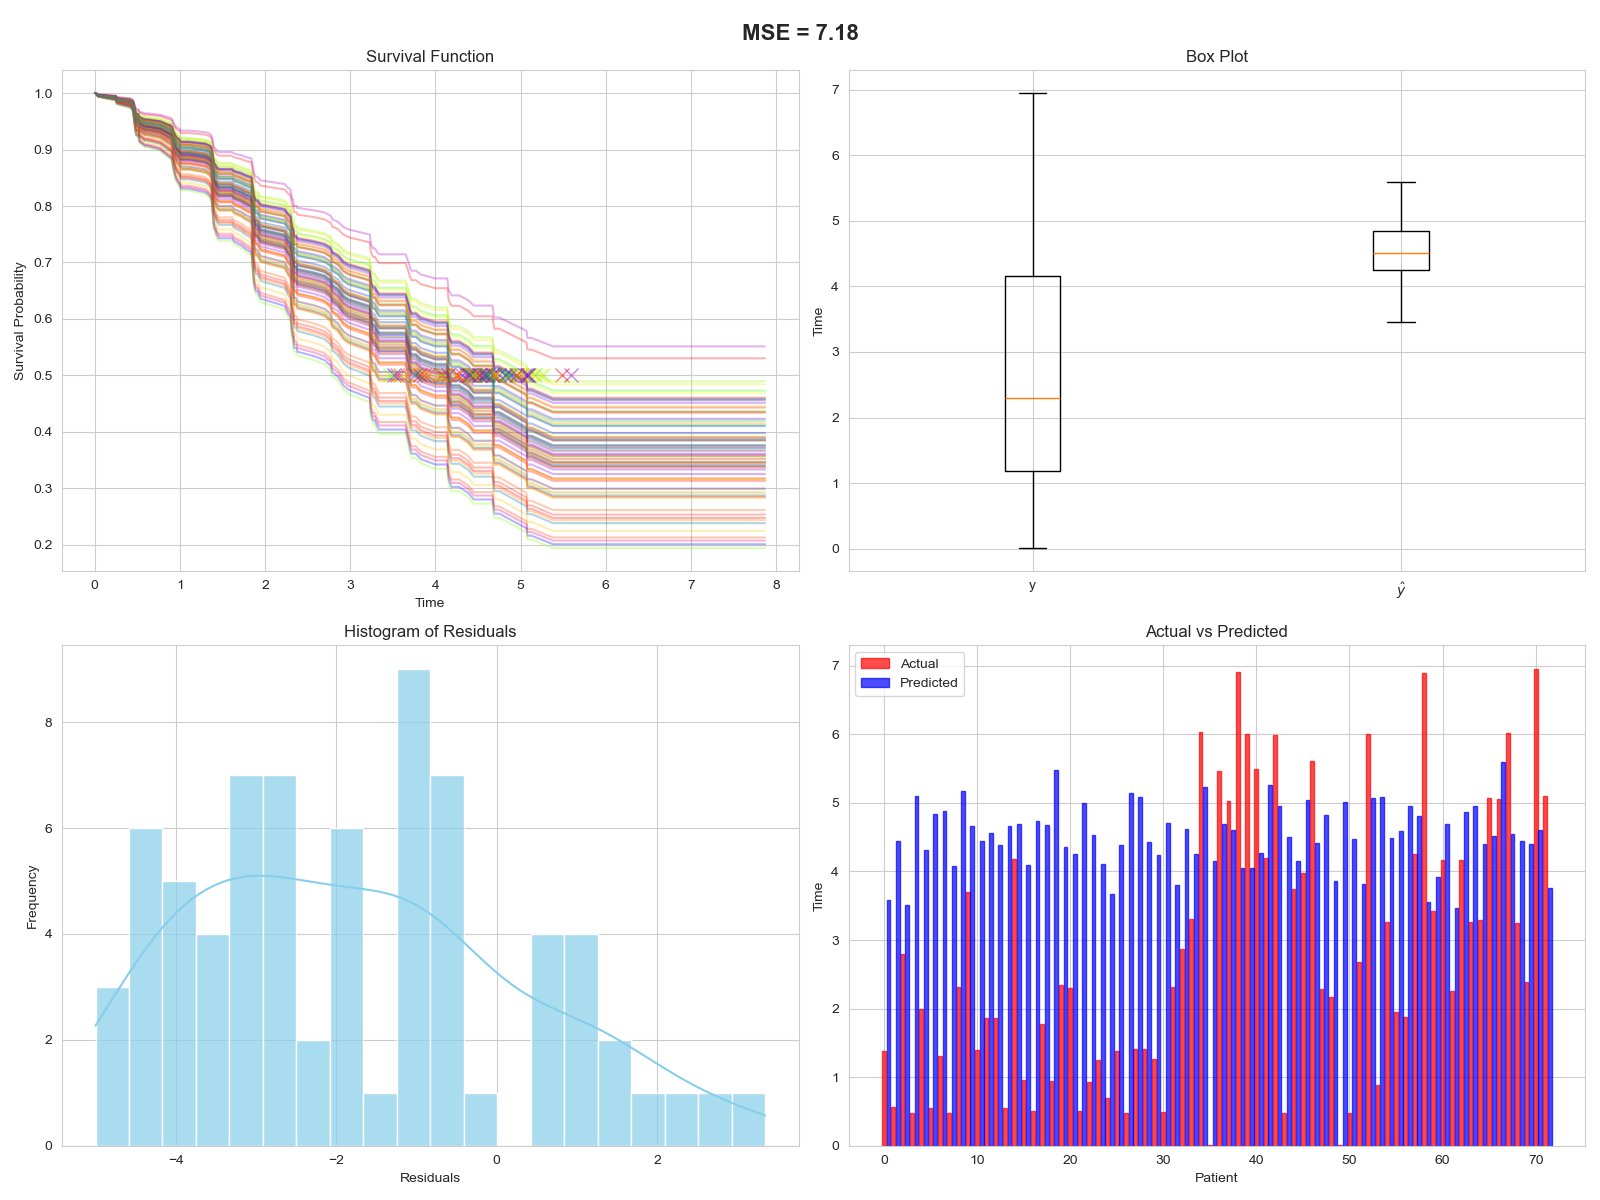 MSE = 7.18
Survival Function
Survival Probability
1.0
0.9
0.8
0.7
0.6
0.5
0.4
0.3
0.2
0 1 2 3 4 5 6 7 8
Time
Box Plot
Time
7
6
5
4
3
2
1
0
y ŷ
Histogram of Residuals
Frequency
8
6
4
2
0
−4 −2 0 2
Residuals
Actual vs Predicted
Actual
Predicted
Time
7
6
5
4
3
2
1
0
0 10 20 30 40 50 60 70
Patient